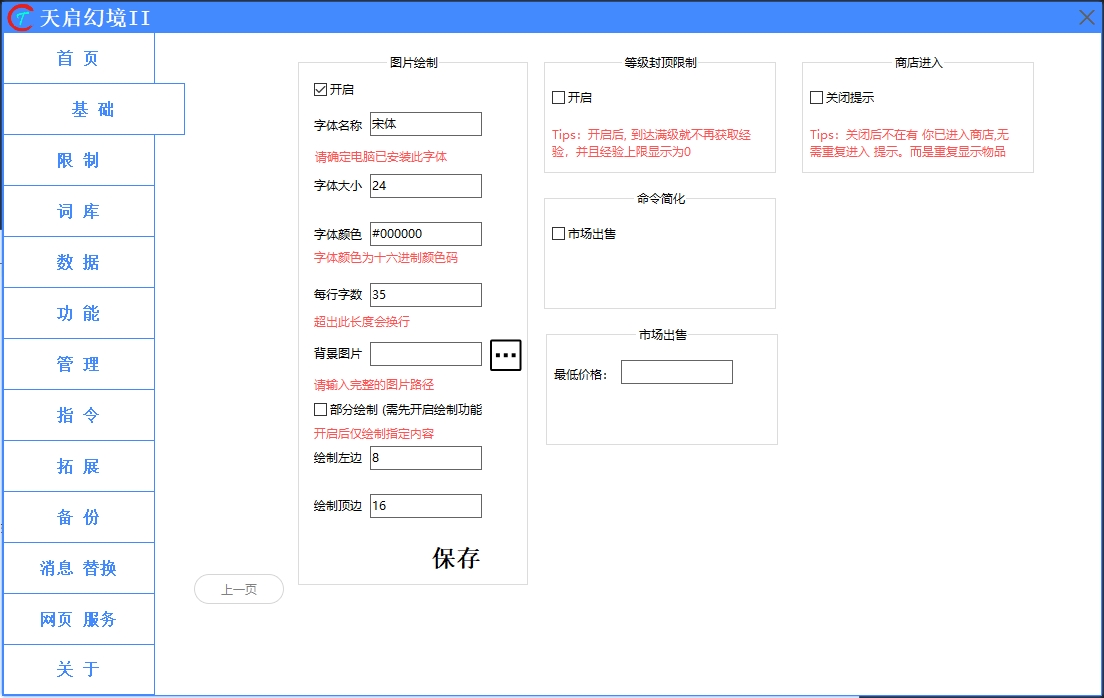 天启幻境II
首 页
基 础
限 制
词 库
数 据
功 能
管 理
指 令
拓 展
备 份
消息 替换
网页 服务
关 于
上一页
图片绘制
开启
字体名称 宋体
请确定电脑已安装此字体
字体大小 24
字体颜色 #000000
字体颜色为十六进制颜色码
每行字数 35
超出此长度会换行
背景图片
请输入完整的图片路径
部分绘制 (需先开启绘制功能
开启后仅绘制指定内容
绘制左边 8
绘制顶边 16
保存
等级封顶限制
开启
Tips：开启后, 到达满级就不再获取经
验，并且经验上限显示为0
命令简化
市场出售
市场出售
最低价格：
商店进入
关闭提示
Tips：关闭后不在有 你已进入商店,无
需重复进入 提示。而是重复显示物品